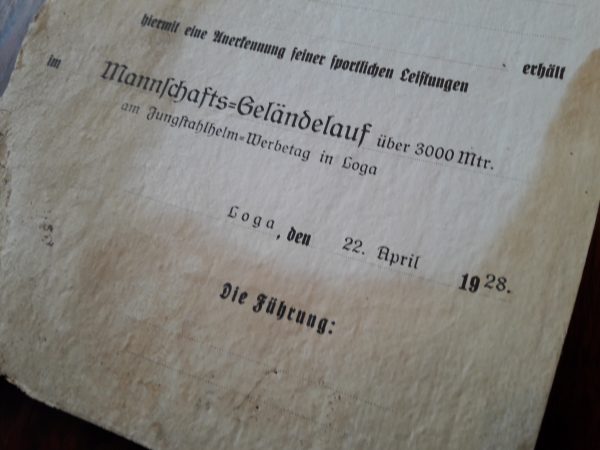 erhält
hiermit eine Anerkennung seiner sportlichen Leistungen
im Mannschafts=Geländelauf über 3000 Mtr.
am Jungstahlhelm=Werbetag in Loga
Loga, den 22. April 1928.
Die Führung: